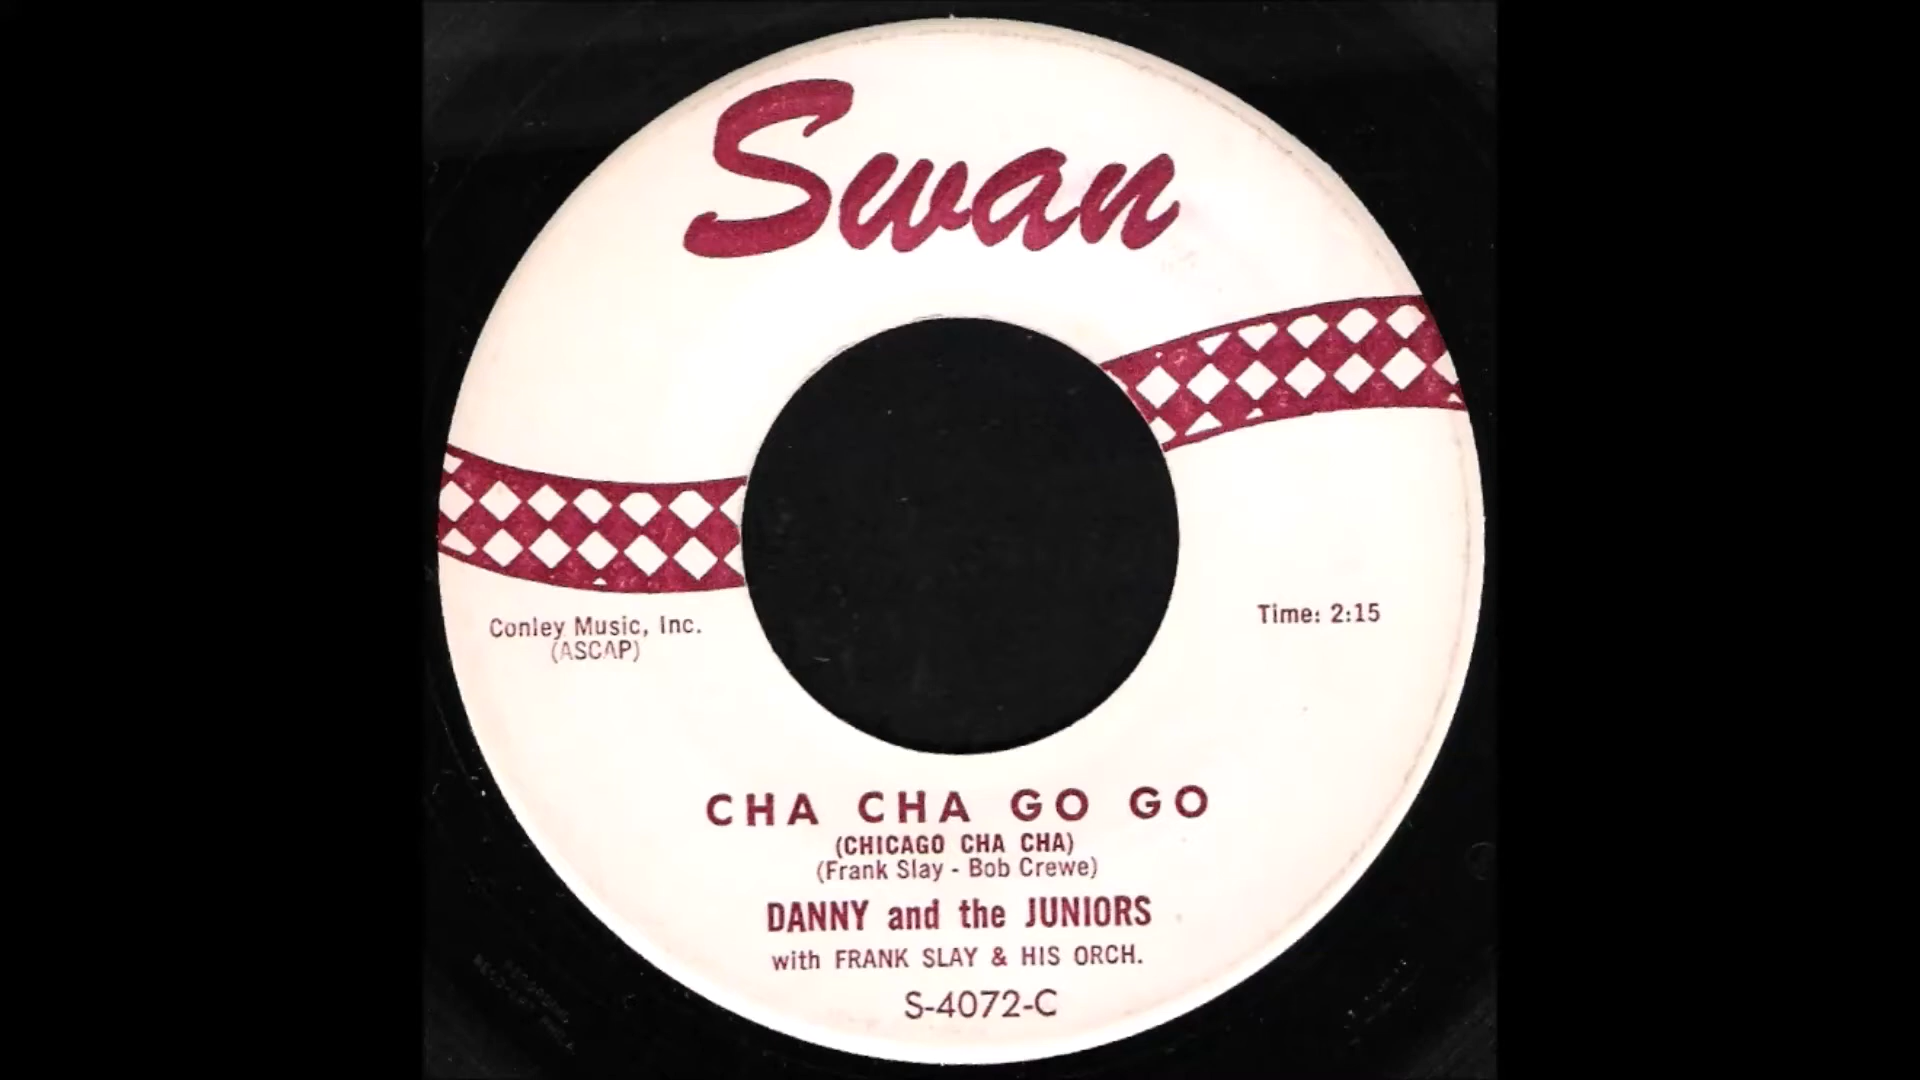 Swan
Conley Music, Inc.
(ASCAP)
Time: 2:15
CHA CHA GO GO
(CHICAGO CHA CHA)
(Frank Slay - Bob Crewe)
DANNY and the JUNIORS
with FRANK SLAY & HIS ORCH.
S-4072-C